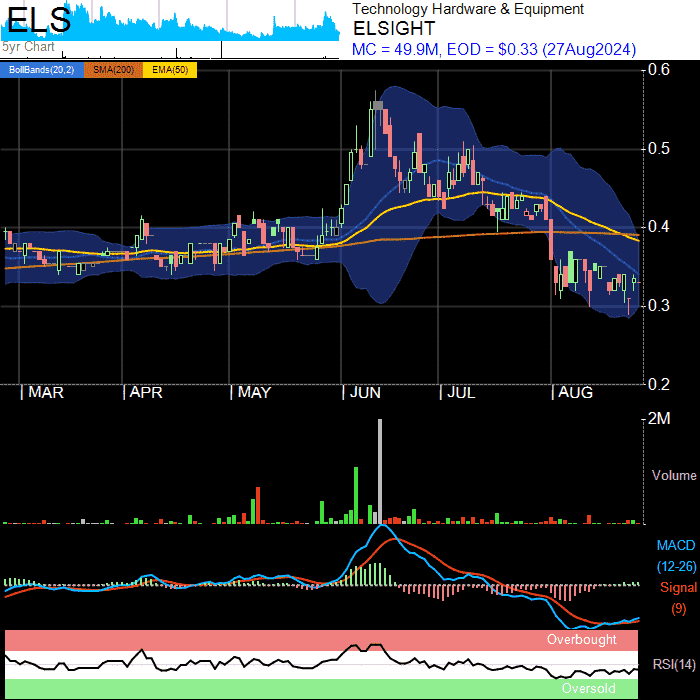 ELS
5yr Chart
Technology Hardware & Equipment
ELSIGHT
MC = 49.9M, EOD = $0.33 (27Aug2024)
BollBands(20,2) SMA(200) EMA(50)
0.6
0.5
0.4
0.3
0.2
MAR APR MAY JUN JUL AUG
2M
Volume
MACD
(12-26)
Signal
(9)
Overbought
RSI(14)
Oversold